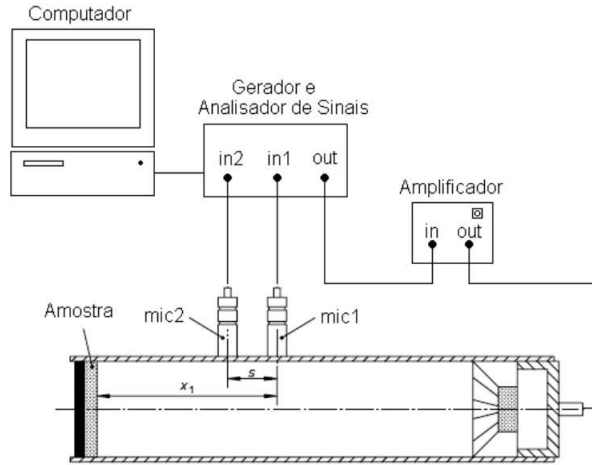 Computador
Gerador e
Analisador de Sinais
in2 in1 out
Amplificador
in out
Amostra
mic2
mic1
s
x1